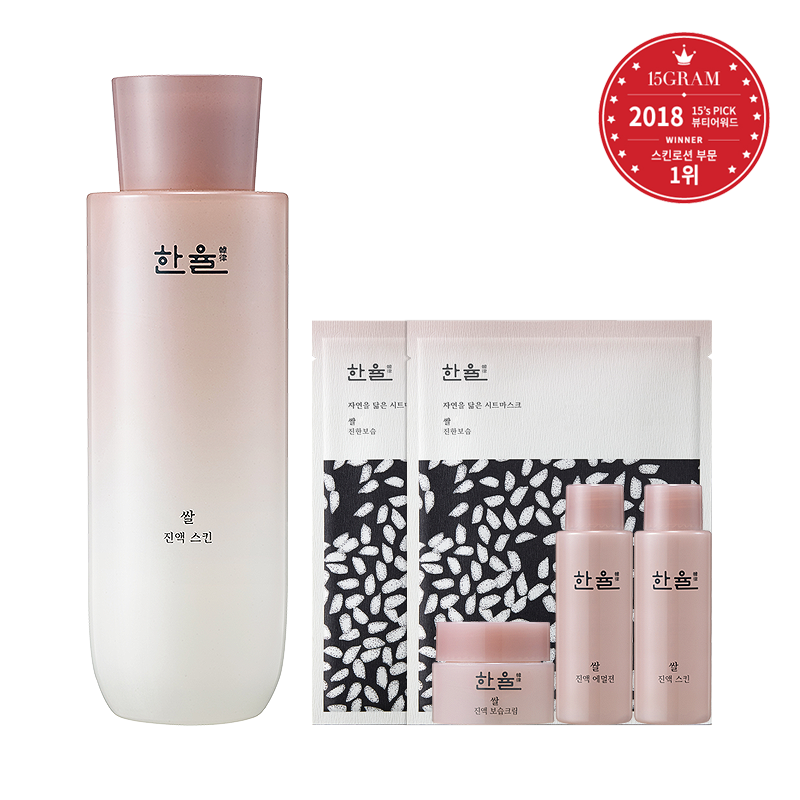 한율
쌀
진액 스킨
15GRAM
2018
15's PICK
뷰티어워드
WINNER
스킨로션 부문
1위
한율
자연을 닮은 시트마
쌀
진한보습
한율
자연을 닮은 시트마스크
쌀
진한보습
한율
쌀
진액 보습크림
한율
쌀
진액 에멀전
한율
쌀
진액 스킨